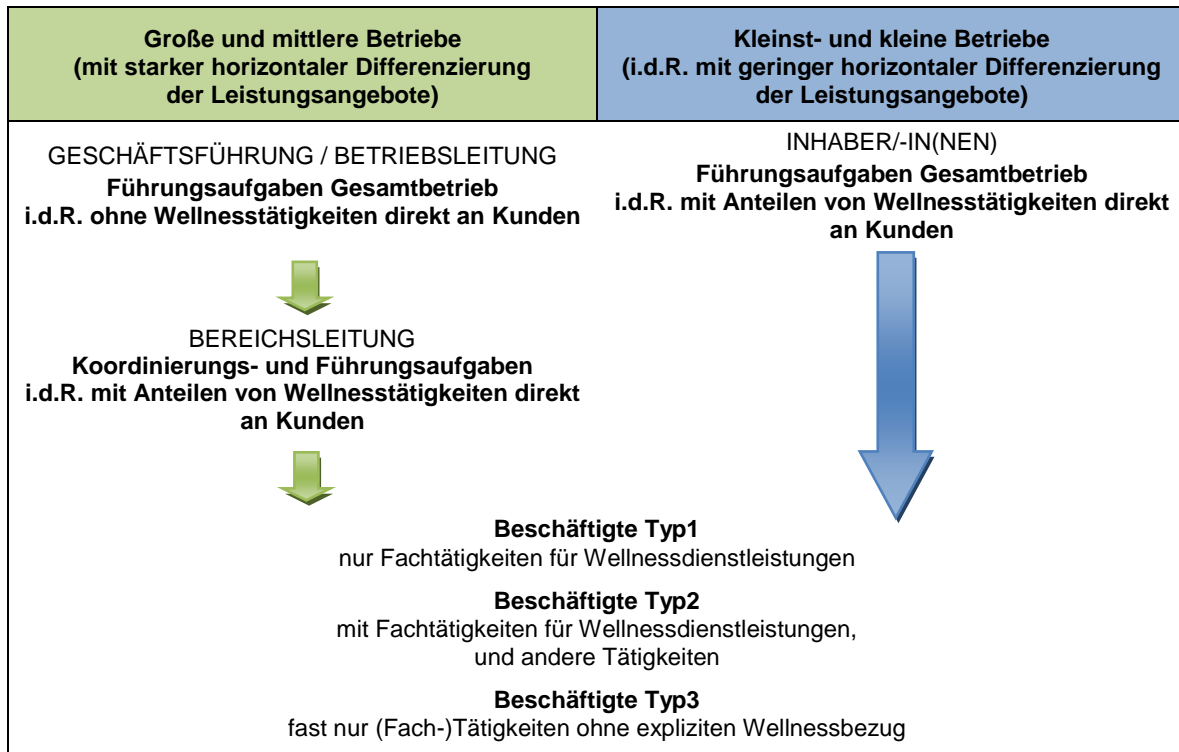 Große und mittlere Betriebe
(mit starker horizontaler Differenzierung
der Leistungsangebote)
Kleinst- und kleine Betriebe
(i.d.R. mit geringer horizontaler Differenzierung
der Leistungsangebote)
GESCHÄFTSFÜHRUNG / BETRIEBSLEITUNG
Führungsaufgaben Gesamtbetrieb
i.d.R. ohne Wellnesstätigkeiten direkt an Kunden
BEREICHSLEITUNG
Koordinierungs- und Führungsaufgaben
i.d.R. mit Anteilen von Wellnesstätigkeiten direkt
an Kunden
INHABER/-IN(NEN)
Führungsaufgaben Gesamtbetrieb
i.d.R. mit Anteilen von Wellnesstätigkeiten direkt
an Kunden
Beschäftigte Typ1
nur Fachtätigkeiten für Wellnessdienstleistungen
Beschäftigte Typ2
mit Fachtätigkeiten für Wellnessdienstleistungen,
und andere Tätigkeiten
Beschäftigte Typ3
fast nur (Fach-)Tätigkeiten ohne expliziten Wellnessbezug